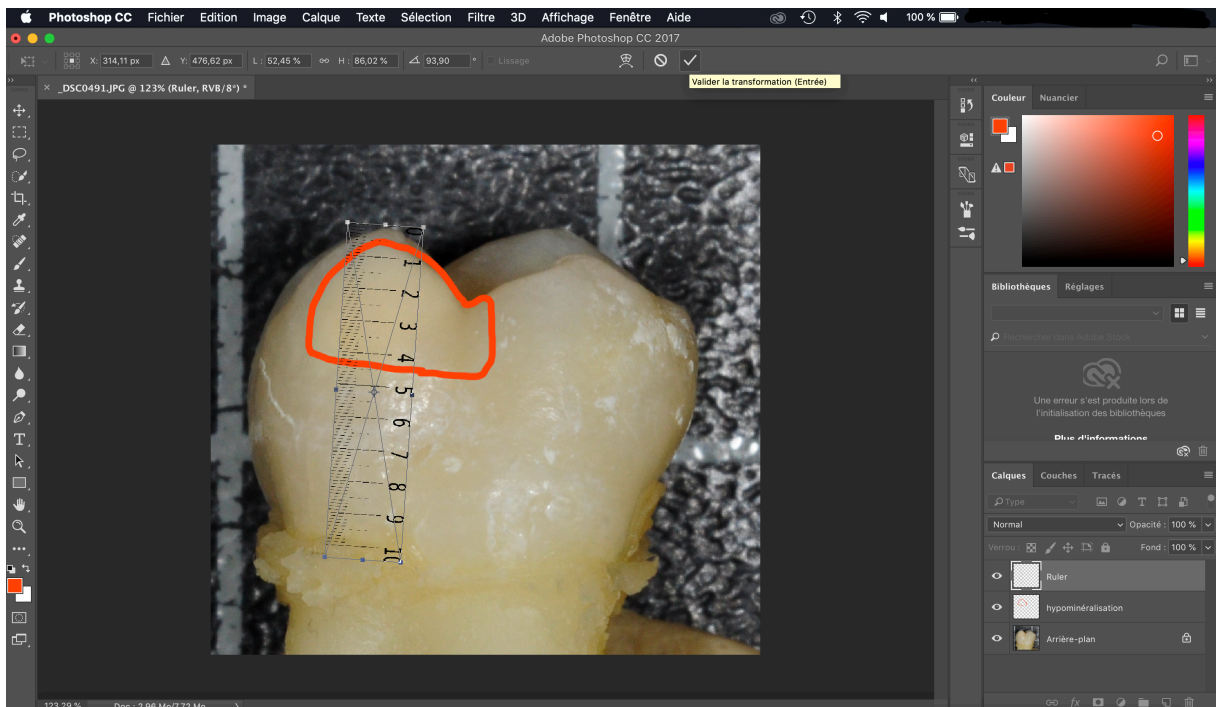 Photoshop CC Fichier Edition Image Calque Texte Sélection Filtre 3D Affichage Fenêtre Aide 100 %
Adobe Photoshop CC 2017
X: 314,11 px Y: 476,62 px L : 52,45 % H : 86,02 % 93,90 ° Lissage
Valider la transformation (Entrée)
× _DSC0491.JPG @ 123% (Ruler, RVB/8*) *
Couleur Nuancier
0
1
2
3
4
5
6
7
8
9
10
Bibliothèques Réglages
Rechercher dans Adobe Stock
Une erreur s'est produite lors de
l'initialisation des bibliothèques
Plus d'informations
Calques Couches Tracés
Type
Normal Opacité : 100 %
Verrou : Fond : 100 %
Ruler
hypominéralisation
Arrière-plan
fx
123,29 % Doc : 2,96 Mo/7,72 Mo